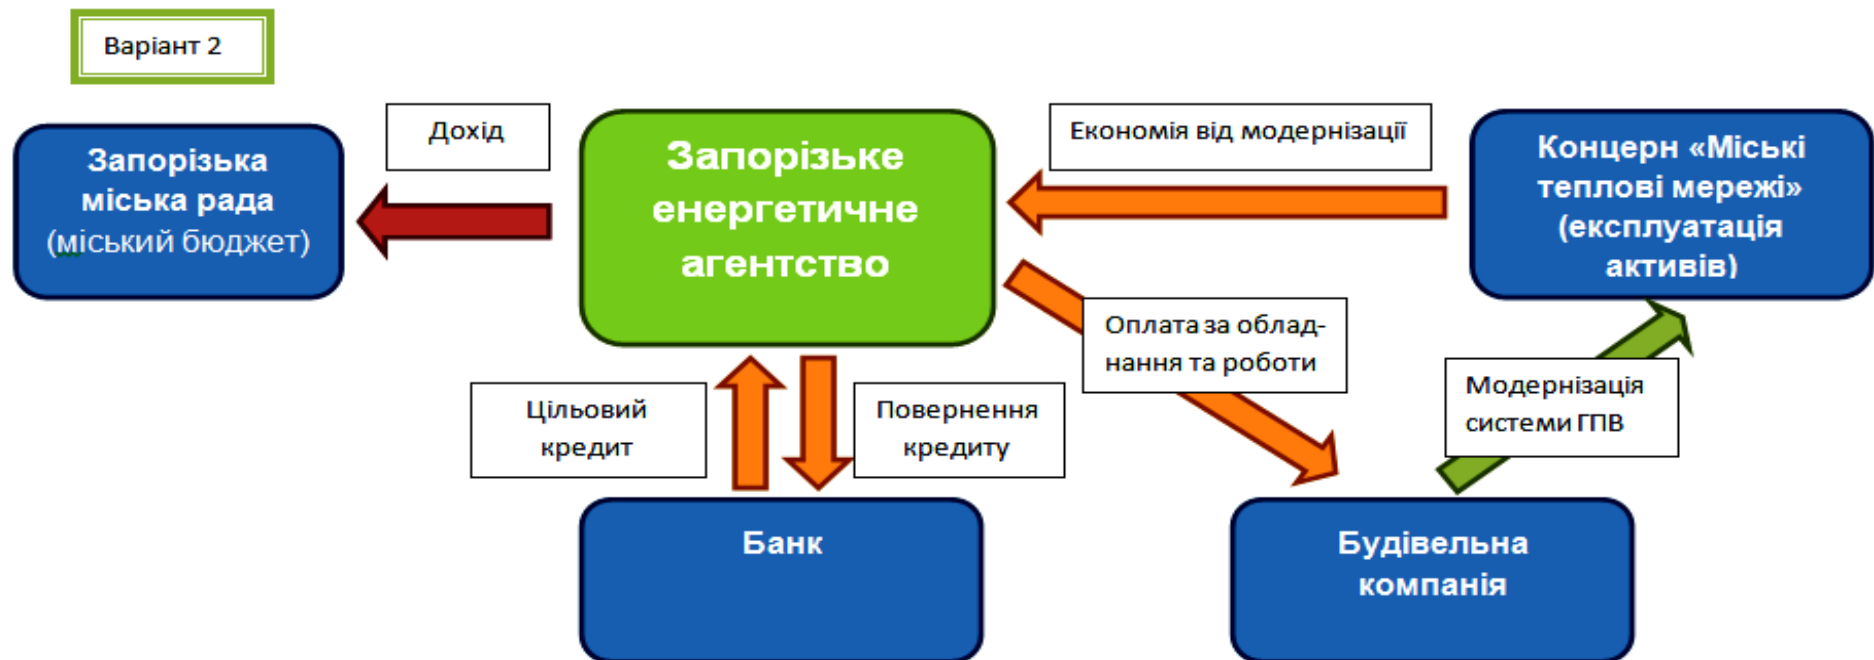 Варіант 2
Дохід
Економія від модернізації
Запорізька
міська рада
(міський бюджет)
Запорізьке
енергетичне
агентство
Концерн «Міські
теплові мережі»
(експлуатація
активів)
Оплата за облад-
нання та роботи
Цільовий
кредит
Повернення
кредиту
Модернізація
системи ГПВ
Банк
Будівельна
компанія